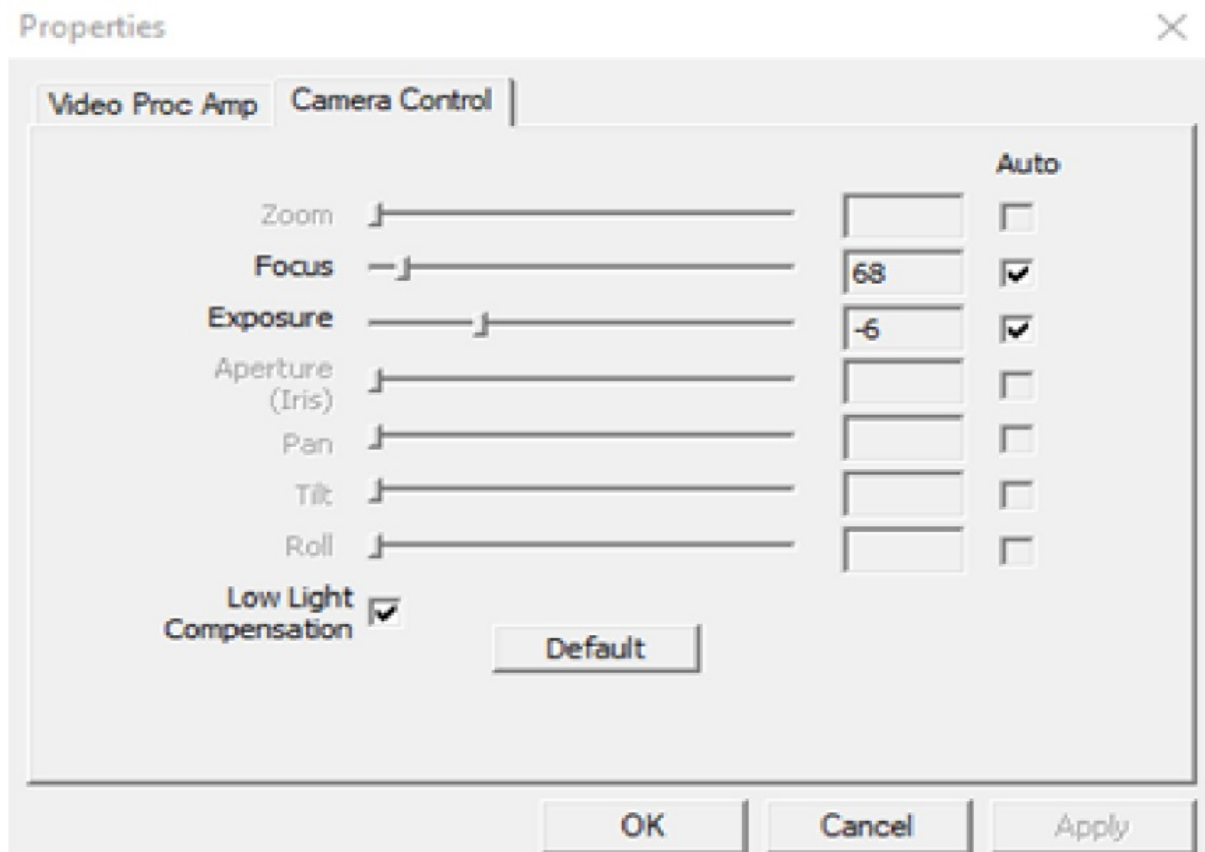 Properties
Video Proc Amp Camera Control
Auto
Zoom
Focus 68
Exposure -6
Aperture
(Iris)
Pan
Tilt
Roll
Low Light
Compensation
Default
OK Cancel Apply